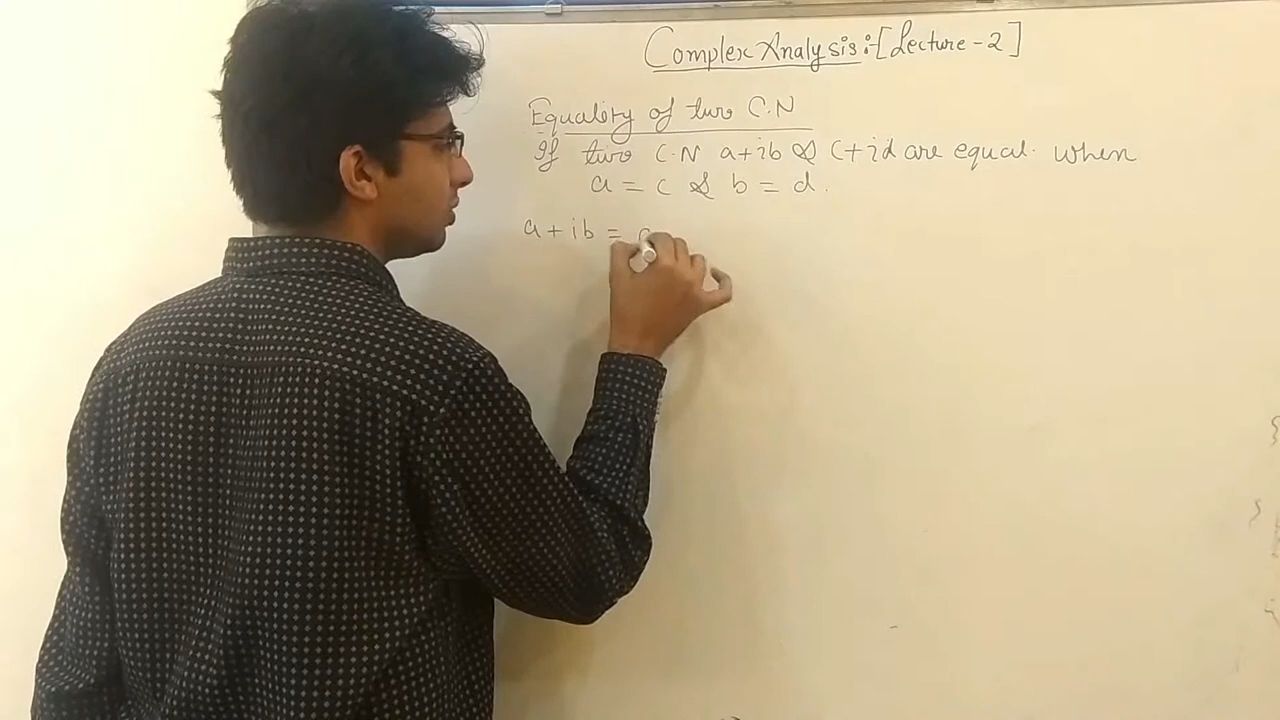 Complex Analysis :- [Lecture - 2]
Equality of two C.N
If two C.N a+ib & c+id are equal when
a = c & b = d.
a + ib = c